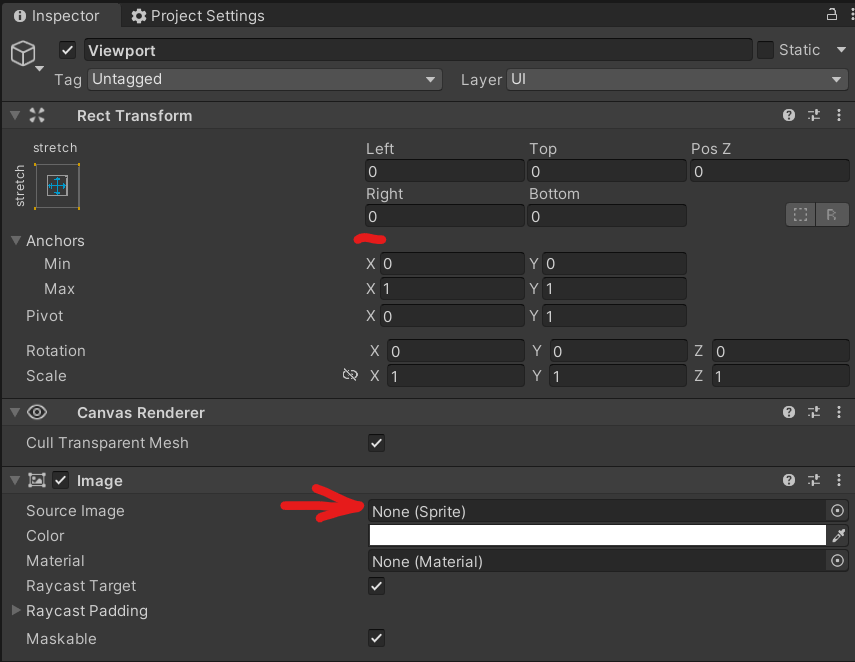 Inspector Project Settings
Viewport Static
Tag Untagged Layer UI
Rect Transform
stretch Left Top Pos Z
stretch 0 0 0
Right Bottom
0 0 R
Anchors
Min X 0 Y 0
Max X 1 Y 1
Pivot X 0 Y 1
Rotation X 0 Y 0 Z 0
Scale X 1 Y 1 Z 1
Canvas Renderer
Cull Transparent Mesh
Image
Source Image None (Sprite)
Color
Material None (Material)
Raycast Target
Raycast Padding
Maskable